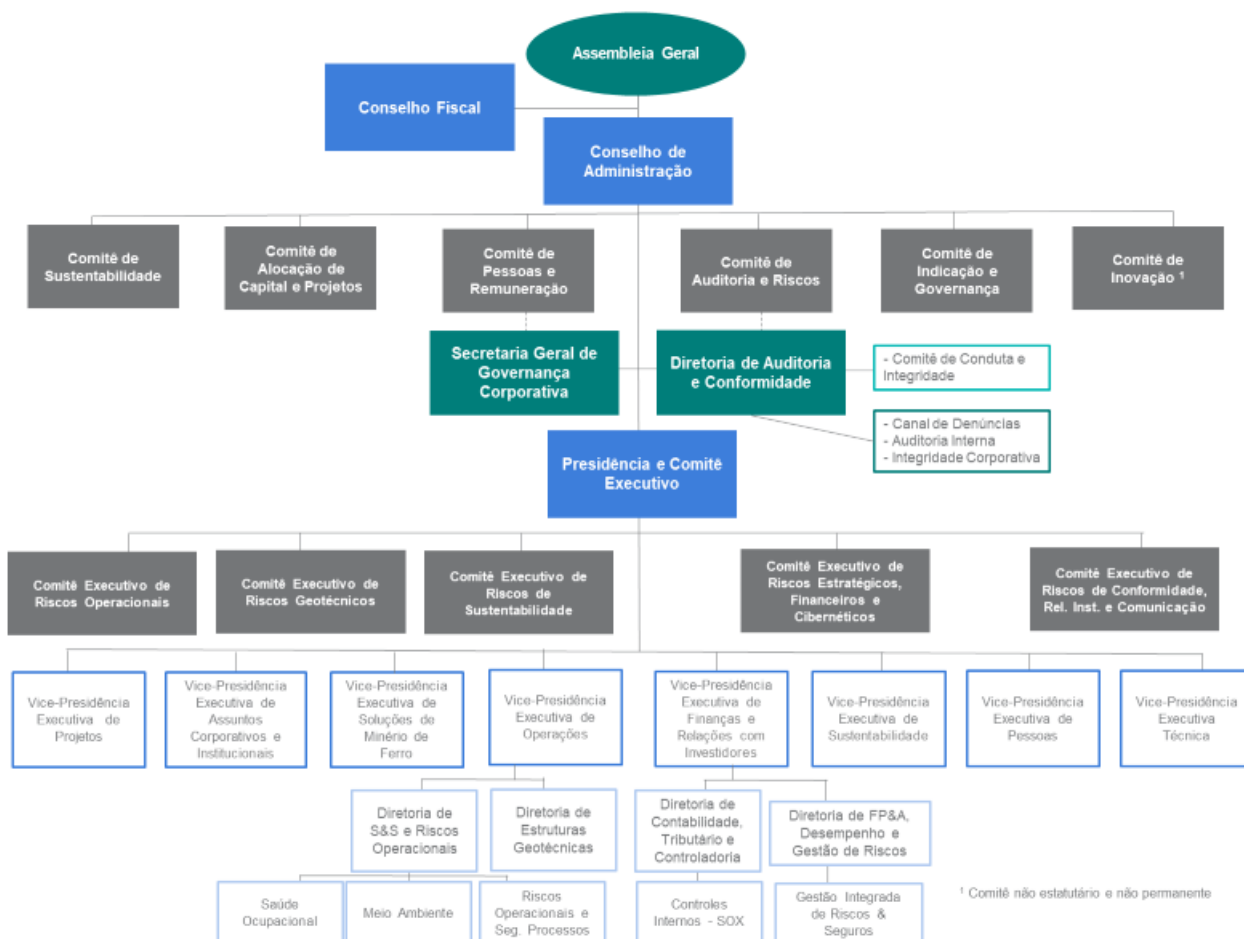 Assembleia Geral
Conselho Fiscal
Conselho de
Administração
Comitê de
Sustentabilidade
Comitê de
Alocação de
Capital e Projetos
Comitê de
Pessoas e
Remuneração
Comitê de
Auditoria e Riscos
Comitê de
Indicação e
Governança
Comitê de
Inovação ¹
Secretaria Geral de
Governança
Corporativa
Diretoria de Auditoria
e Conformidade
- Comitê de Conduta e
Integridade
- Canal de Denúncias
- Auditoria Interna
- Integridade Corporativa
Presidência e Comitê
Executivo
Comitê Executivo de
Riscos Operacionais
Comitê Executivo de
Riscos Geotécnicos
Comitê Executivo de
Riscos de
Sustentabilidade
Comitê Executivo de
Riscos Estratégicos,
Financeiros e
Cibernéticos
Comitê Executivo de
Riscos de Conformidade,
Rel. Inst. e Comunicação
Vice-Presidência
Executiva de
Projetos
Vice-Presidência
Executiva de
Assuntos
Corporativos e
Institucionais
Vice-Presidência
Executiva de
Soluções de
Minério de
Ferro
Vice-Presidência
Executiva de
Operações
Vice-Presidência
Executiva de
Finanças e
Relações com
Investidores
Vice-Presidência
Executiva de
Sustentabilidade
Vice-Presidência
Executiva de
Pessoas
Vice-Presidência
Executiva
Técnica
Diretoria de
S&S e Riscos
Operacionais
Diretoria de
Estruturas
Geotécnicas
Diretoria de
Contabilidade,
Tributário e
Controladoria
Diretoria de FP&A,
Desempenho e
Gestão de Riscos
Saúde
Ocupacional
Meio Ambiente
Riscos
Operacionais e
Seg. Processos
Controles
Internos - SOX
Gestão Integrada
de Riscos &
Seguros
¹ Comitê não estatutário e não permanente